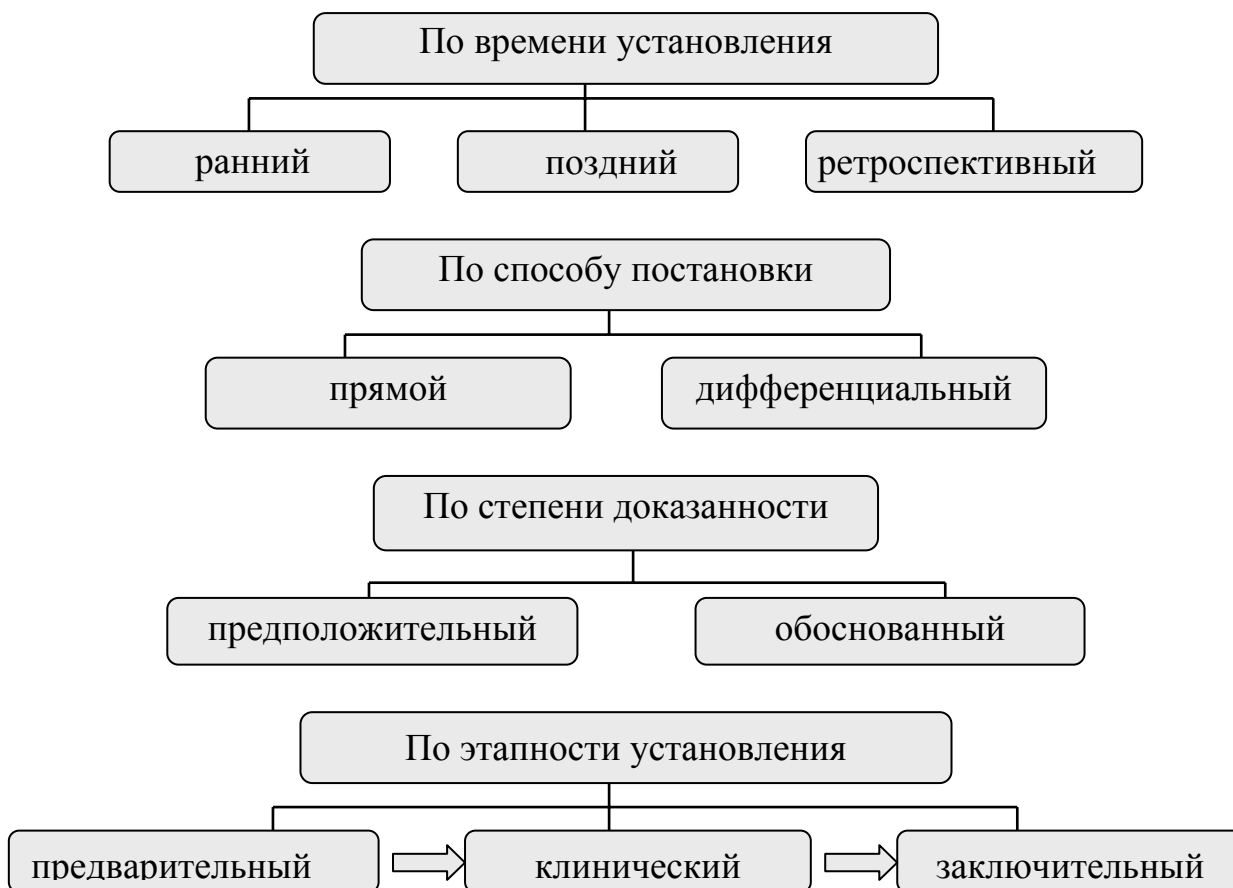 По времени установления
ранний поздний ретроспективный
По способу постановки
прямой дифференциальный
По степени доказанности
предположительный обоснованный
По этапности установления
предварительный клинический заключительный